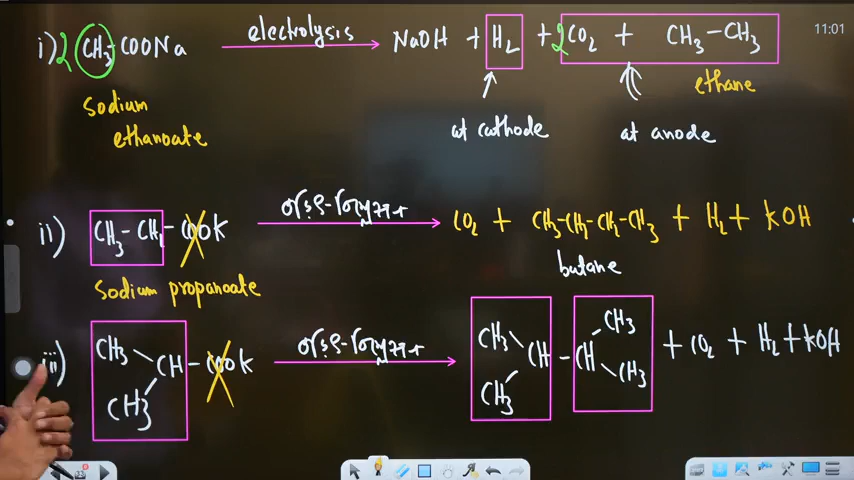 11:01
i) 2 CH3-COONa electrolysis NaOH + H2 + 2CO2 + CH3-CH3
sodium ethane
ethanoate at cathode at anode
ii) CH3-CH2-COOK CO2 + CH3-CH2-CH2-CH3 + H2 + KOH
butane
sodium propanoate
iii) CH3 CH3 CH3
CH-COOK CH-CH + CO2 + H2 + KOH
CH3 CH3 CH3